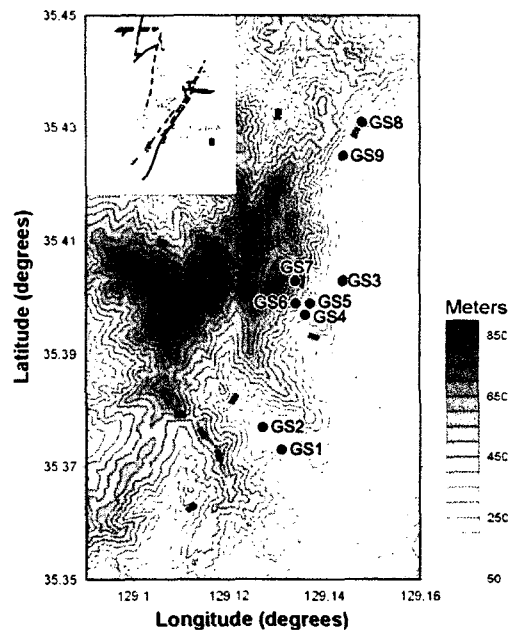 35.45
35.43
35.41
35.39
35.37
35.35
Latitude (degrees)
GS8
GS9
GS7
GS3
GS6
GS5
GS4
GS2
GS1
Meters
850
650
450
250
50
129.1
129.12
129.14
129.16
Longitude (degrees)